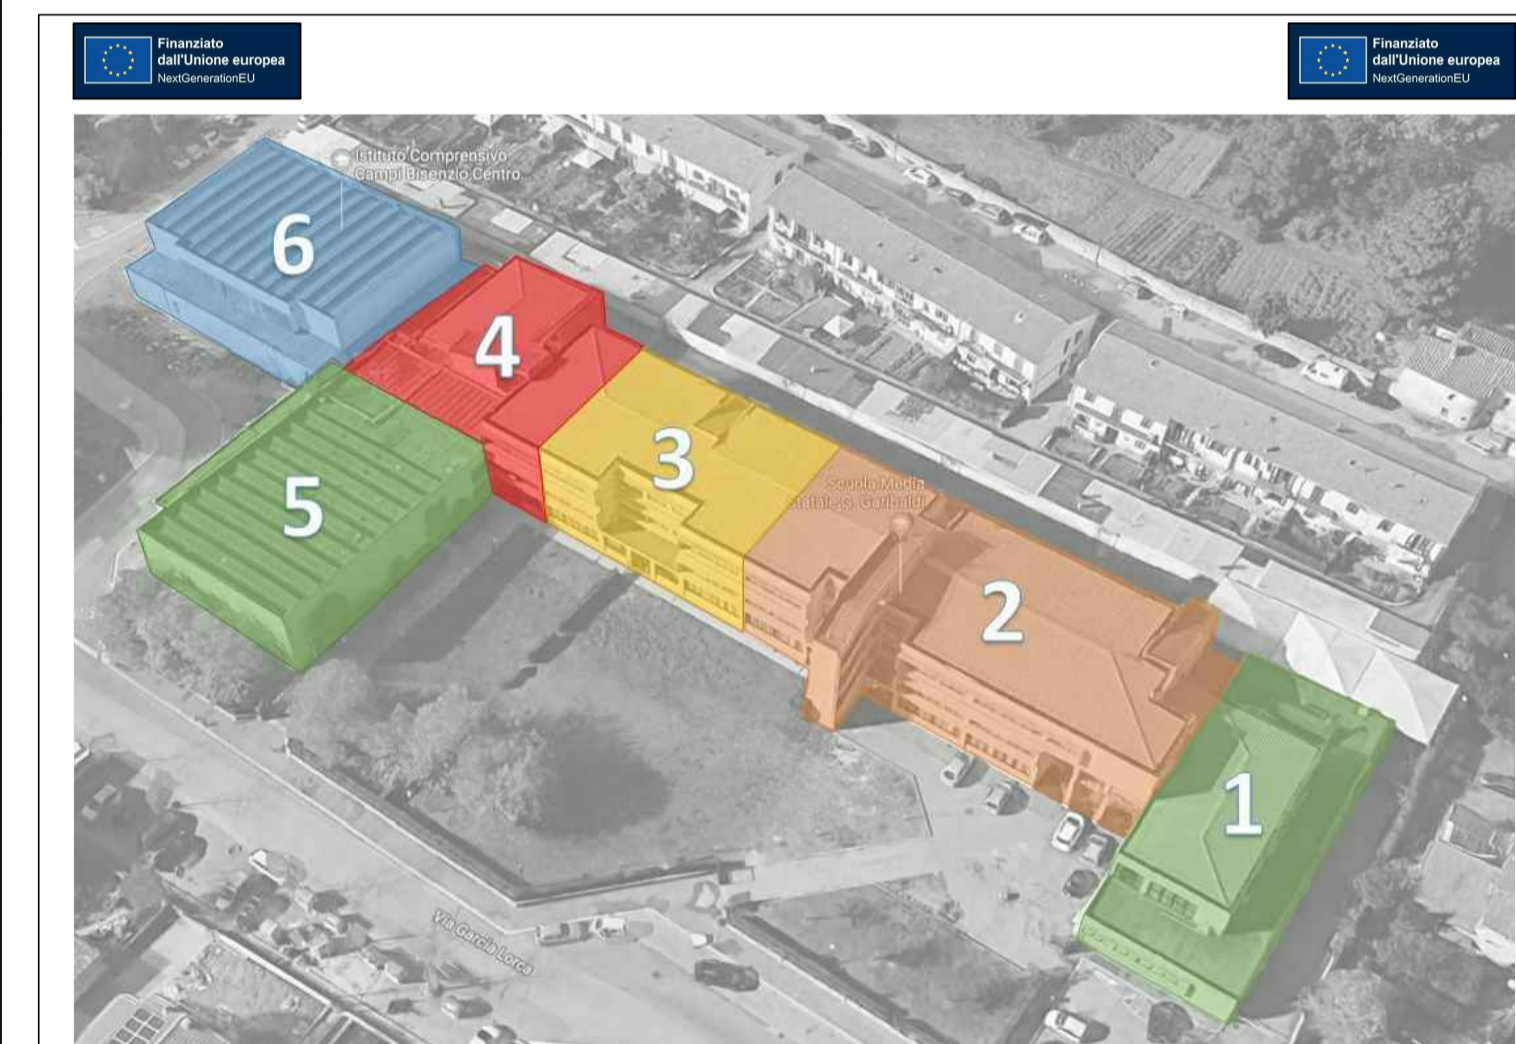 Finanziato
dall'Unione europea
NextGenerationEU
Finanziato
dall'Unione europea
NextGenerationEU
Istituto Comprensivo
Campi Bisenzio Centro...
6
4
3
5
Scuola Media
Statale G. Garibaldi
2
1
Via Garcia Lorca